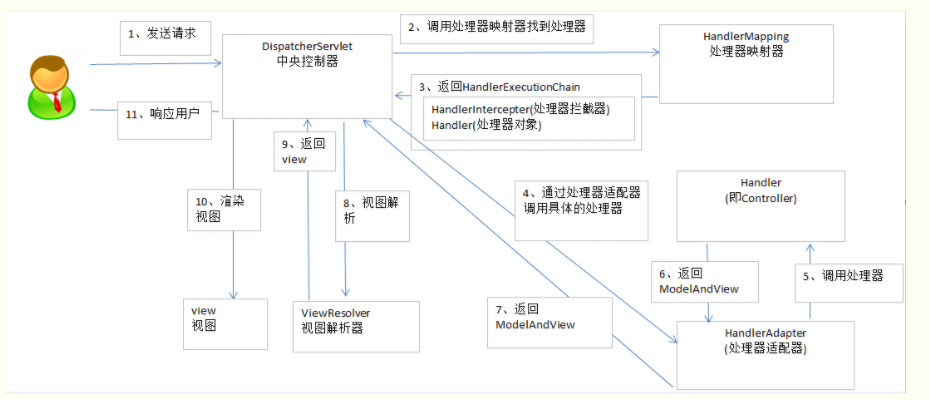 1、发送请求
DispatcherServlet
中央控制器
2、调用处理器映射器找到处理器
HandlerMapping
处理器映射器
3、返回HandlerExecutionChain
HandlerIntercepter(处理器拦截器)
Handler(处理器对象)
11、响应用户
9、返回
view
10、渲染
视图
8、视图解
析
4、通过处理器适配器
调用具体的处理器
Handler
(即Controller)
6、返回
ModelAndView
5、调用处理器
7、返回
ModelAndView
view
视图
ViewResolver
视图解析器
HandlerAdapter
(处理器适配器)